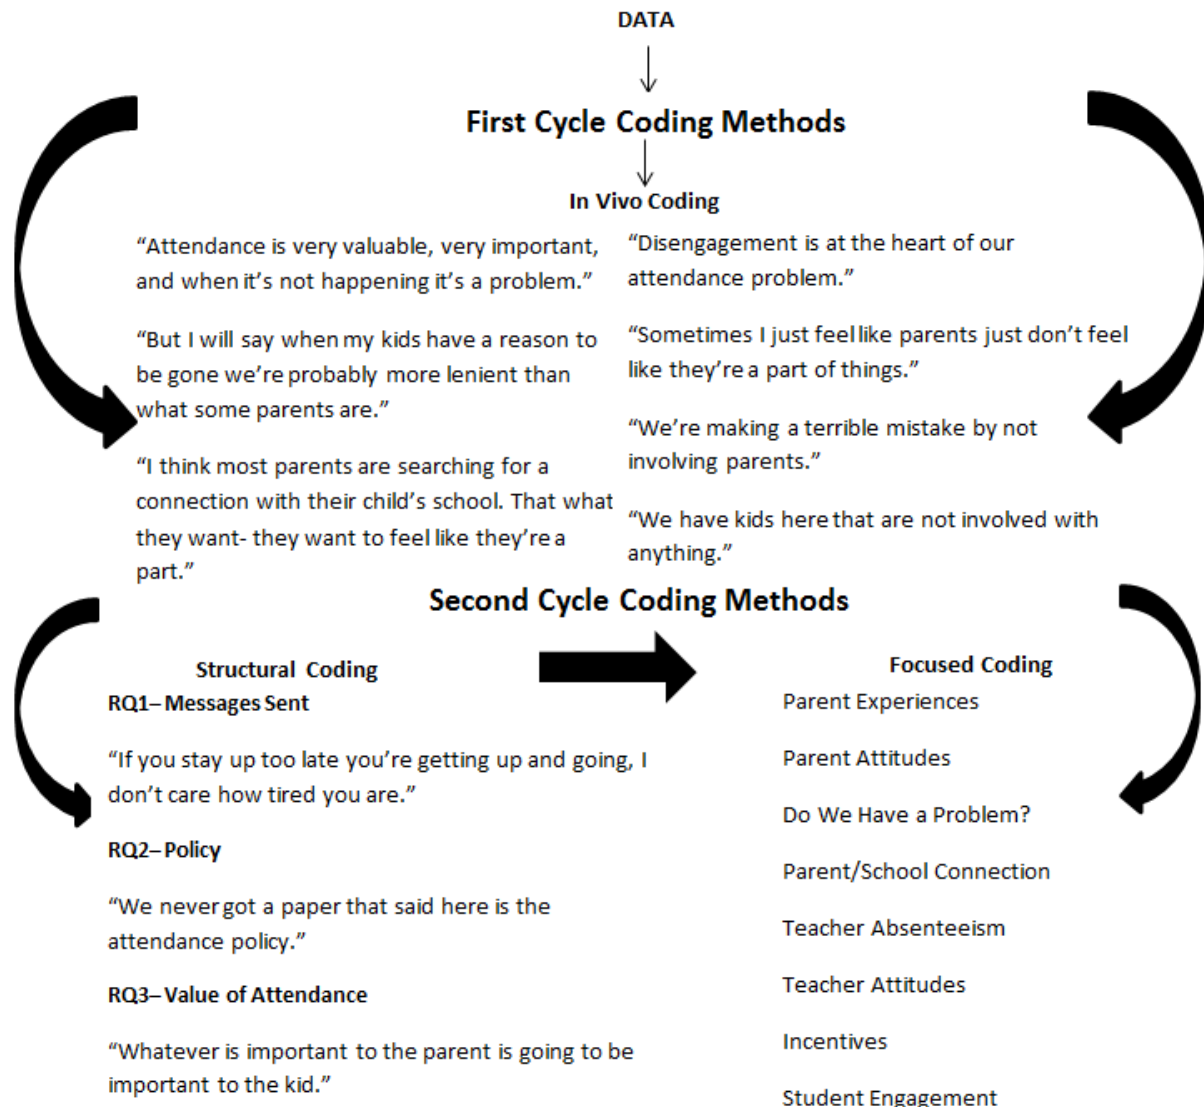 DATA
First Cycle Coding Methods
In Vivo Coding
“Attendance is very valuable, very important,
and when it’s not happening it’s a problem.”
“But I will say when my kids have a reason to
be gone we’re probably more lenient than
what some parents are.”
“I think most parents are searching for a
connection with their child’s school. That what
they want- they want to feel like they’re a
part.”
“Disengagement is at the heart of our
attendance problem.”
“Sometimes I just feel like parents just don’t feel
like they’re a part of things.”
“We’re making a terrible mistake by not
involving parents.”
“We have kids here that are not involved with
anything.”
Second Cycle Coding Methods
Structural Coding
RQ1– Messages Sent
“If you stay up too late you’re getting up and going, I
don’t care how tired you are.”
RQ2– Policy
“We never got a paper that said here is the
attendance policy.”
RQ3– Value of Attendance
“Whatever is important to the parent is going to be
important to the kid.”
Focused Coding
Parent Experiences
Parent Attitudes
Do We Have a Problem?
Parent/School Connection
Teacher Absenteeism
Teacher Attitudes
Incentives
Student Engagement